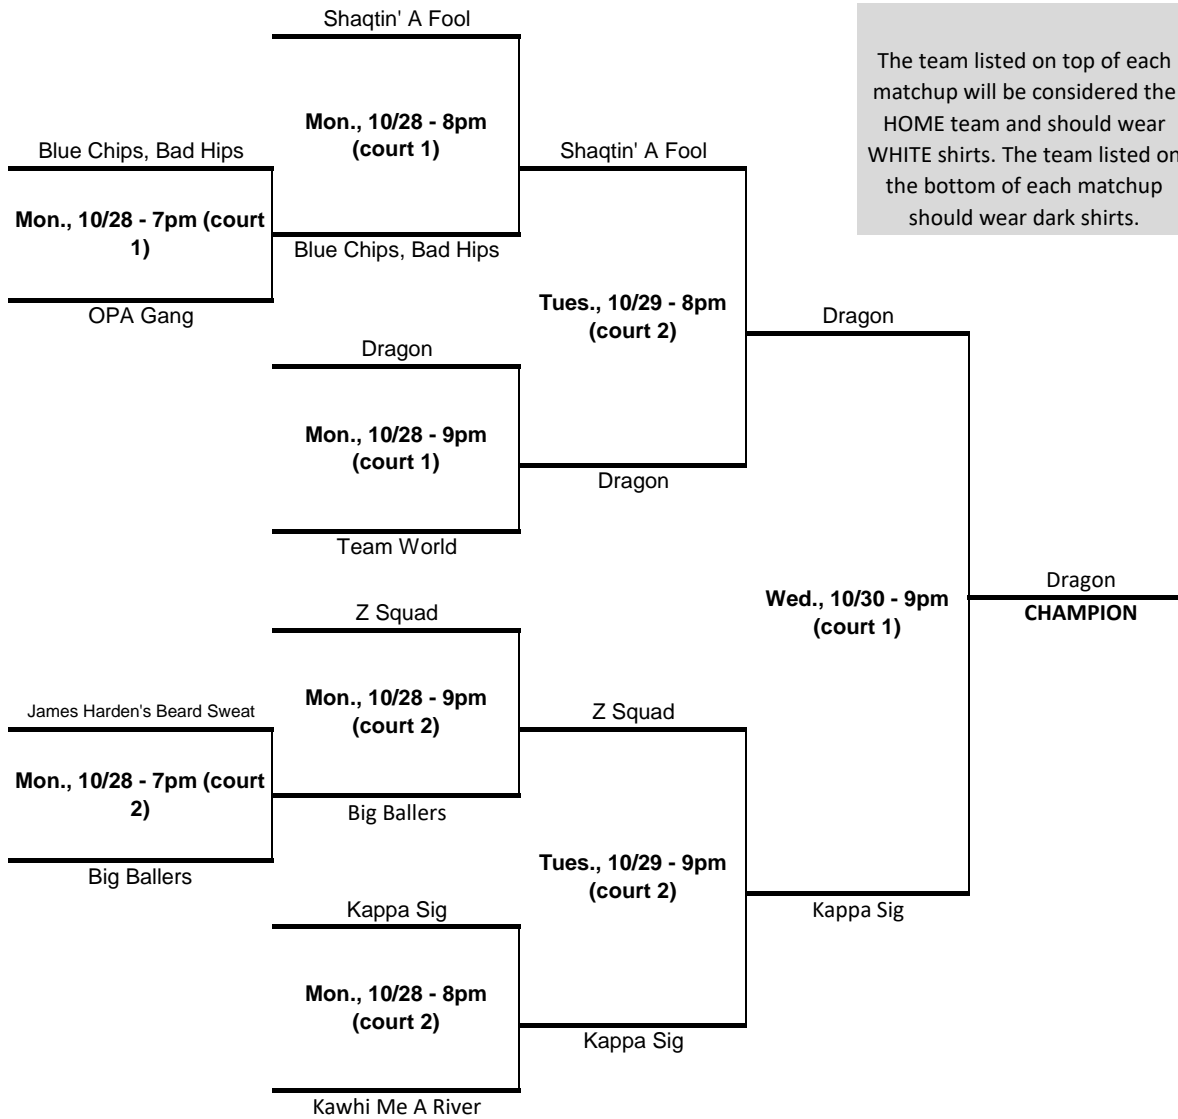 Shaqtin' A Fool
The team listed on top of each
matchup will be considered the
HOME team and should wear
WHITE shirts. The team listed on
the bottom of each matchup
should wear dark shirts.
Mon., 10/28 - 8pm
(court 1)
Blue Chips, Bad Hips
Shaqtin' A Fool
Mon., 10/28 - 7pm (court
1)
Blue Chips, Bad Hips
OPA Gang
Tues., 10/29 - 8pm
(court 2)
Dragon
Dragon
Mon., 10/28 - 9pm
(court 1)
Dragon
Team World
Dragon
CHAMPION
Wed., 10/30 - 9pm
(court 1)
Z Squad
Mon., 10/28 - 9pm
(court 2)
James Harden's Beard Sweat
Z Squad
Mon., 10/28 - 7pm (court
2)
Big Ballers
Big Ballers
Tues., 10/29 - 9pm
(court 2)
Kappa Sig
Kappa Sig
Mon., 10/28 - 8pm
(court 2)
Kappa Sig
Kawhi Me A River